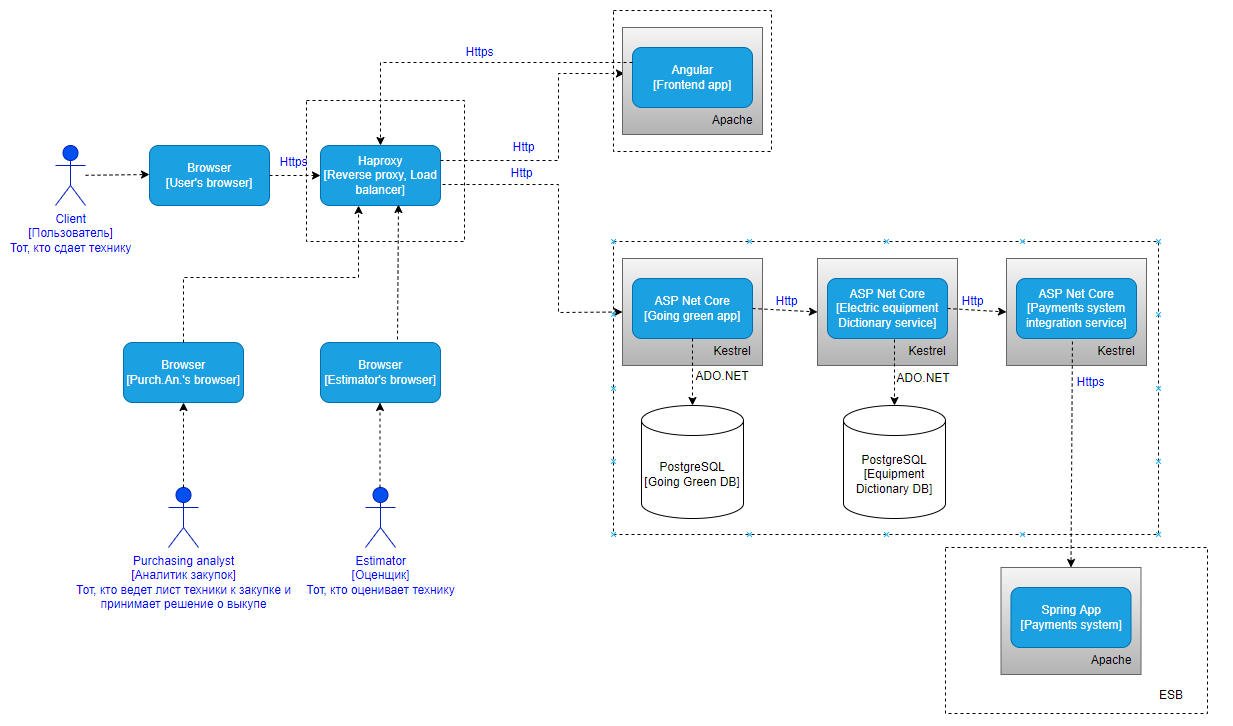 Https
Angular
[Frontend app]
Apache
Http
Http
Https
Browser
[User's browser]
Haproxy
[Reverse proxy, Load
balancer]
Client
[Пользователь]
Тот, кто сдает технику
ASP Net Core
[Going green app]
Kestrel
Http
ASP Net Core
[Electric equipment
Dictionary service]
Kestrel
Http
ASP Net Core
[Payments system
integration service]
Kestrel
ADO.NET
ADO.NET
Https
Browser
[Purch.An.'s browser]
Browser
[Estimator's browser]
PostgreSQL
[Going Green DB]
PostgreSQL
[Equipment
Dictionary DB]
Purchasing analyst
[Аналитик закупок]
Тот, кто ведет лист техники к закупке и
принимает решение о выкупе
Estimator
[Оценщик]
Тот, кто оценивает технику
Spring App
[Payments system]
Apache
ESB